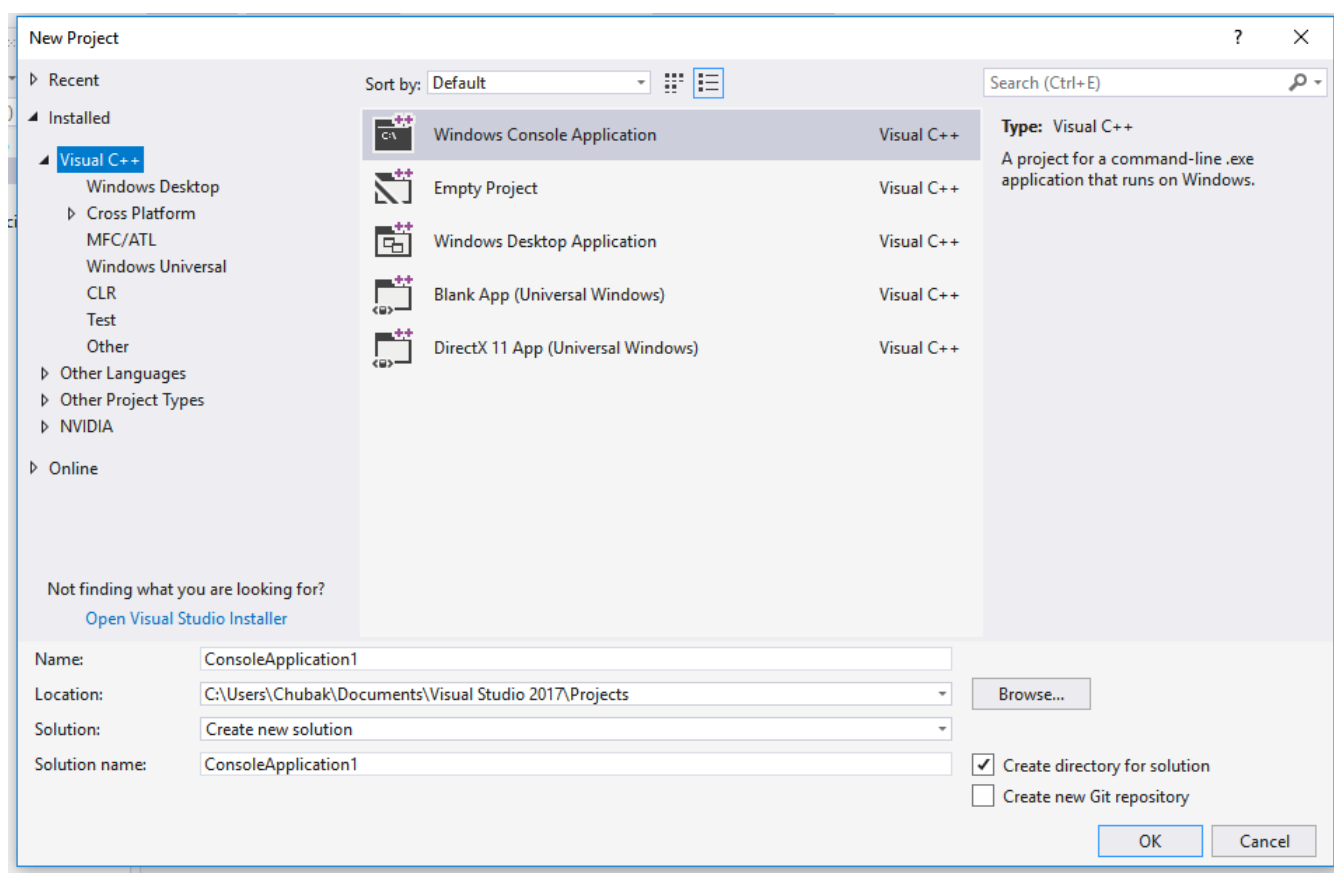 New Project
?
Recent
Installed
Visual C++
Windows Desktop
Cross Platform
MFC/ATL
Windows Universal
CLR
Test
Other
Other Languages
Other Project Types
NVIDIA
Online
Not finding what you are looking for?
Open Visual Studio Installer
Sort by: Default
Windows Console Application Visual C++
Empty Project Visual C++
Windows Desktop Application Visual C++
Blank App (Universal Windows) Visual C++
DirectX 11 App (Universal Windows) Visual C++
Search (Ctrl+E)
Type: Visual C++
A project for a command-line .exe
application that runs on Windows.
Name: ConsoleApplication1
Location: C:\Users\Chubak\Documents\Visual Studio 2017\Projects Browse...
Solution: Create new solution
Solution name: ConsoleApplication1
Create directory for solution
Create new Git repository
OK Cancel